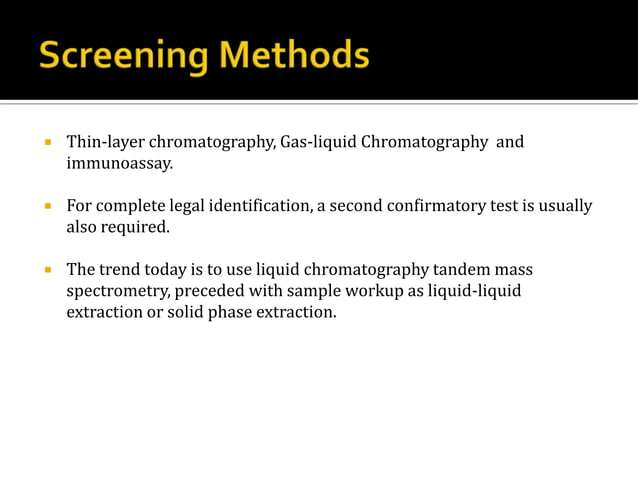 Screening Methods
Thin-layer chromatography, Gas-liquid Chromatography and
immunoassay.
For complete legal identification, a second confirmatory test is usually
also required.
The trend today is to use liquid chromatography tandem mass
spectrometry, preceded with sample workup as liquid-liquid
extraction or solid phase extraction.